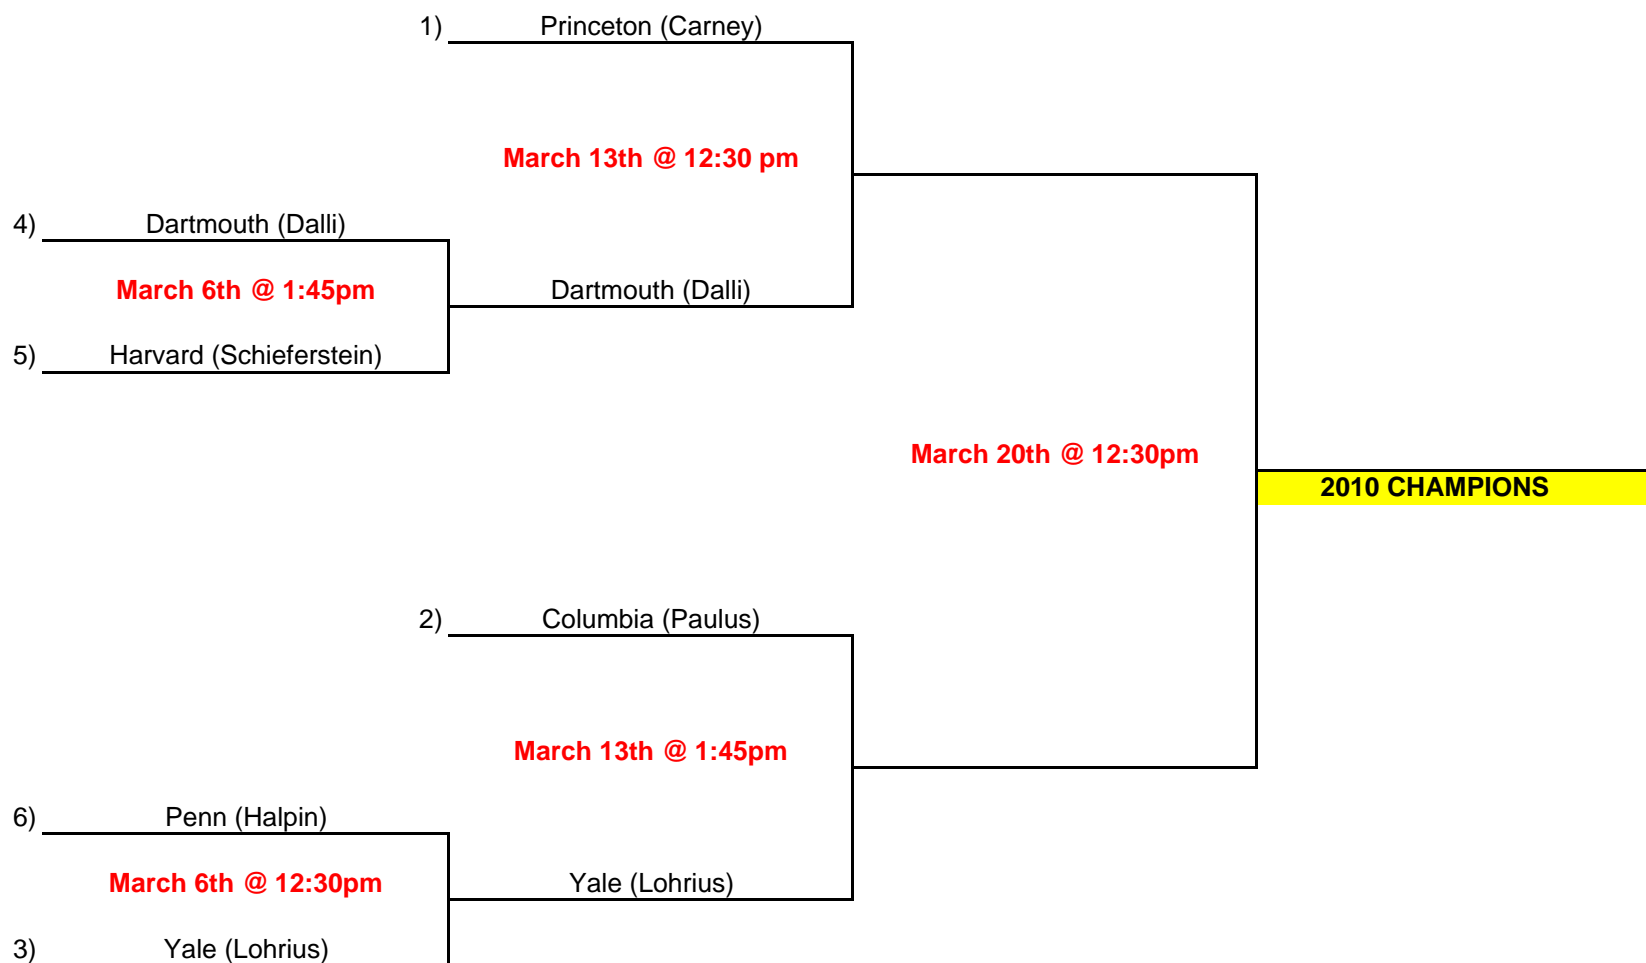 1) Princeton (Carney)
March 13th @ 12:30 pm
4) Dartmouth (Dalli)
March 6th @ 1:45pm
Dartmouth (Dalli)
5) Harvard (Schieferstein)
March 20th @ 12:30pm
2010 CHAMPIONS
2) Columbia (Paulus)
March 13th @ 1:45pm
6) Penn (Halpin)
March 6th @ 12:30pm
Yale (Lohrius)
3) Yale (Lohrius)